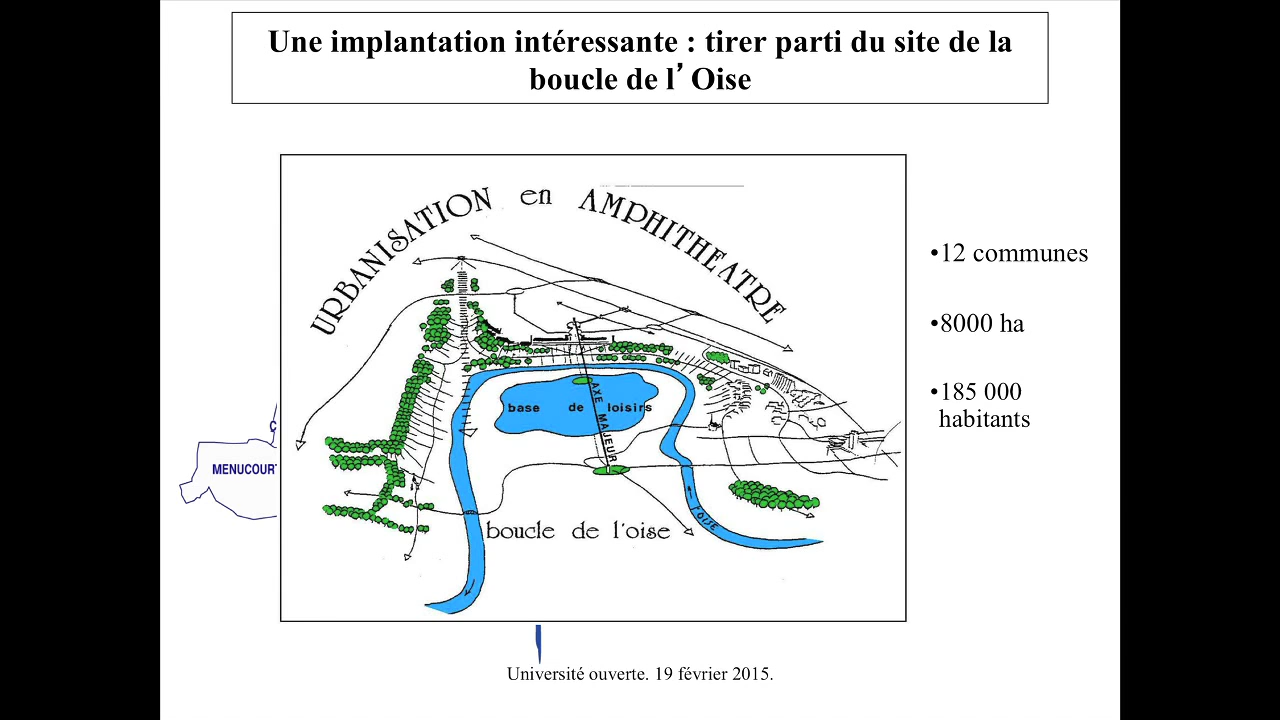 Une implantation intéressante : tirer parti du site de la
boucle de l’ Oise
URBANISATION en AMPHITHEATRE
•12 communes
•8000 ha
•185 000
habitants
base de loisirs
AXE MAJEUR
MENUCOUR
boucle de l'oise
l'OISE
Université ouverte. 19 février 2015.